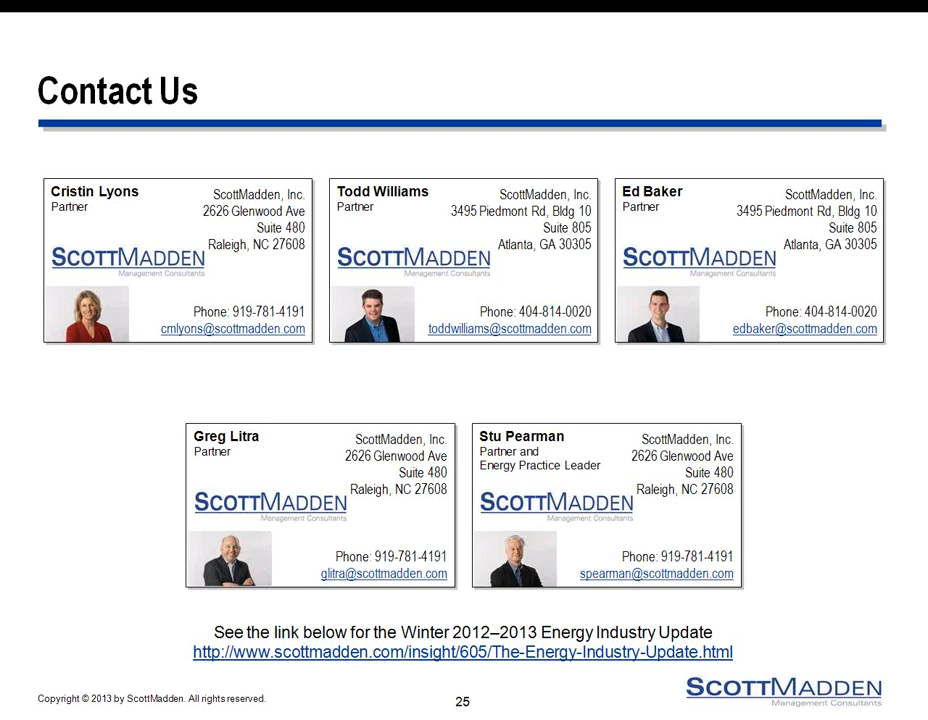 Contact Us
Cristin Lyons
Partner
ScottMadden, Inc.
2626 Glenwood Ave
Suite 480
Raleigh, NC 27608
SCOTTMADDEN
Management Consultants
Phone: 919-781-4191
cmlyons@scottmadden.com
Todd Williams
Partner
ScottMadden, Inc.
3495 Piedmont Rd, Bldg 10
Suite 805
Atlanta, GA 30305
SCOTTMADDEN
Management Consultants
Phone: 404-814-0020
toddwilliams@scottmadden.com
Ed Baker
Partner
ScottMadden, Inc.
3495 Piedmont Rd, Bldg 10
Suite 805
Atlanta, GA 30305
SCOTTMADDEN
Management Consultants
Phone: 404-814-0020
edbaker@scottmadden.com
Greg Litra
Partner
ScottMadden, Inc.
2626 Glenwood Ave
Suite 480
Raleigh, NC 27608
SCOTTMADDEN
Management Consultants
Phone: 919-781-4191
glitra@scottmadden.com
Stu Pearman
Partner and
Energy Practice Leader
ScottMadden, Inc.
2626 Glenwood Ave
Suite 480
Raleigh, NC 27608
SCOTTMADDEN
Management Consultants
Phone: 919-781-4191
spearman@scottmadden.com
See the link below for the Winter 2012–2013 Energy Industry Update
http://www.scottmadden.com/insight/605/The-Energy-Industry-Update.html
Copyright © 2013 by ScottMadden. All rights reserved.
25
SCOTTMADDEN
Management Consultants